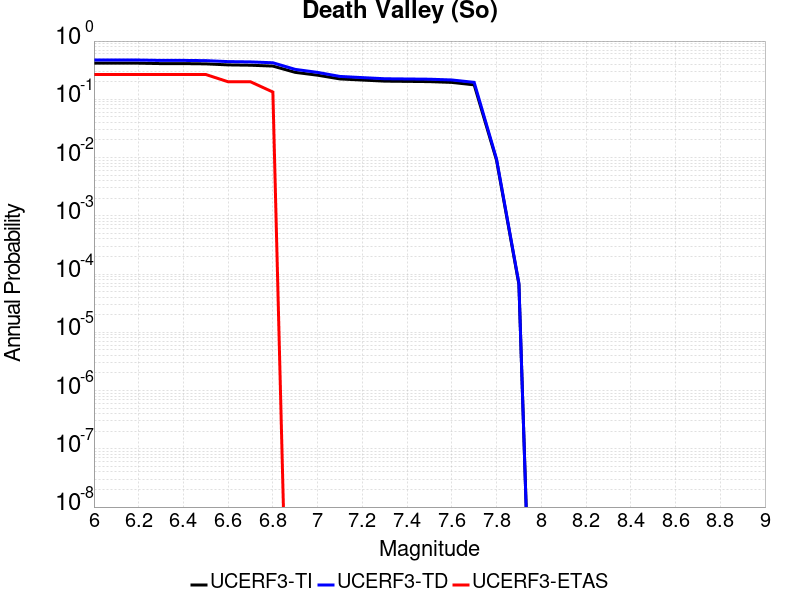 Death Valley (So)
10^0
10^-1
10^-2
10^-3
10^-4
10^-5
10^-6
10^-7
10^-8
Annual Probability
6 6.2 6.4 6.6 6.8 7 7.2 7.4 7.6 7.8 8 8.2 8.4 8.6 8.8 9
Magnitude
UCERF3-TI UCERF3-TD UCERF3-ETAS